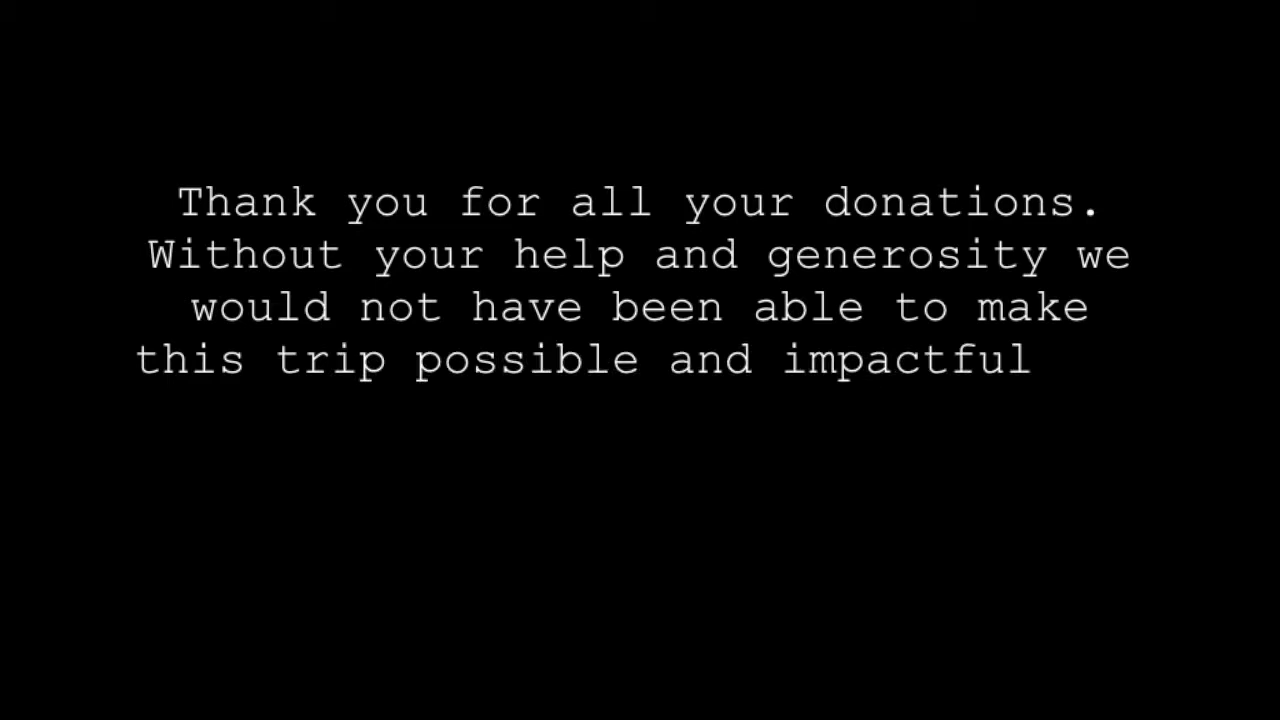 Thank you for all your donations.
Without your help and generosity we
would not have been able to make
this trip possible and impactful